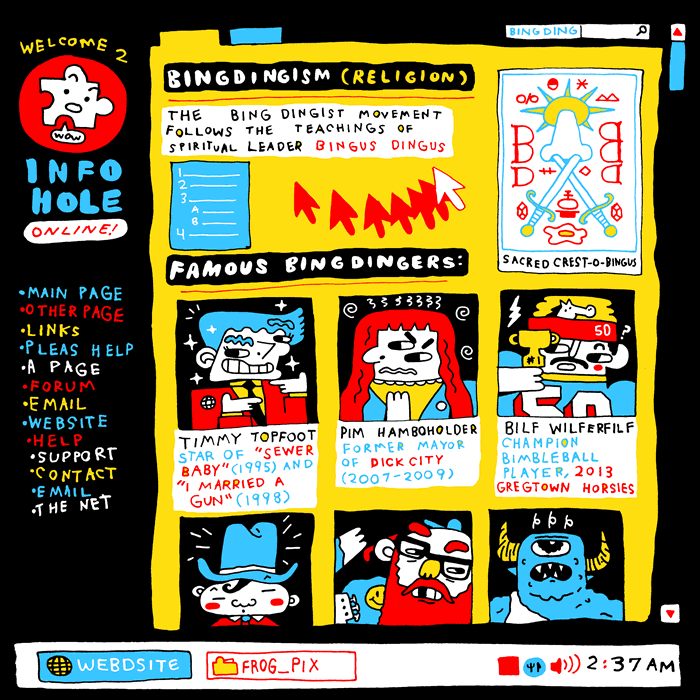 WELCOME 2
WOW
INFO
HOLE
ONLINE!
•MAIN PAGE
•OTHER PAGE
•LINKS
•PLEAS HELP
•A PAGE
•FORUM
•EMAIL
•WEBSITE
•HELP
•SUPPORT
•CONTACT
•EMAIL
•THE NET
BINGDING
BINGDINGISM (RELIGION)
THE BING DINGIST MOVEMENT
FOLLOWS THE TEACHINGS OF
SPIRITUAL LEADER BINGUS DINGUS
1
2
3
A
B
4
SACRED CREST-O-BINGUS
FAMOUS BINGDINGERS:
TIMMY TOPFOOT
STAR OF "SEWER
BABY" (1995) AND
"I MARRIED A
GUN" (1998)
PIM HAMBOHOLDER
FORMER MAYOR
OF DICK CITY
(2007-2009)
50
?
#1
50
BILF WILFERFILF
CHAMPION
BIMBLEBALL
PLAYER, 2013
GREGTOWN HORSIES
WEBDSITE
FROG_PIX
2:37AM